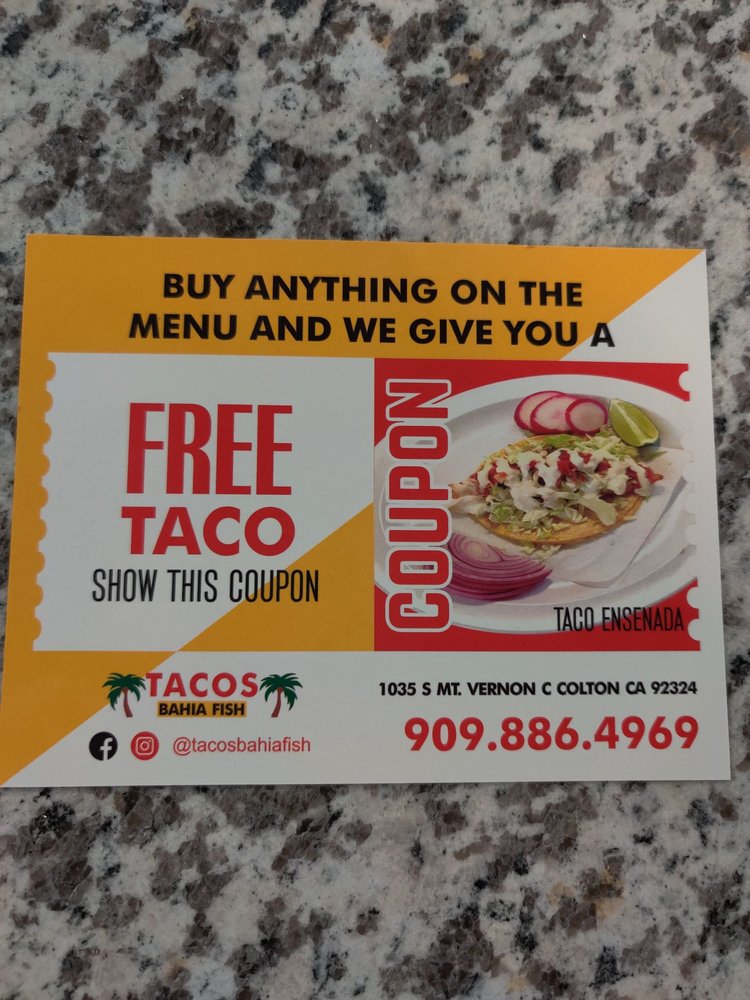 BUY ANYTHING ON THE
MENU AND WE GIVE YOU A
FREE
TACO
SHOW THIS COUPON
COUPON
TACO ENSENADA
TACOS
BAHIA FISH
@tacosbahiafish
1035 S MT. VERNON C COLTON CA 92324
909.886.4969